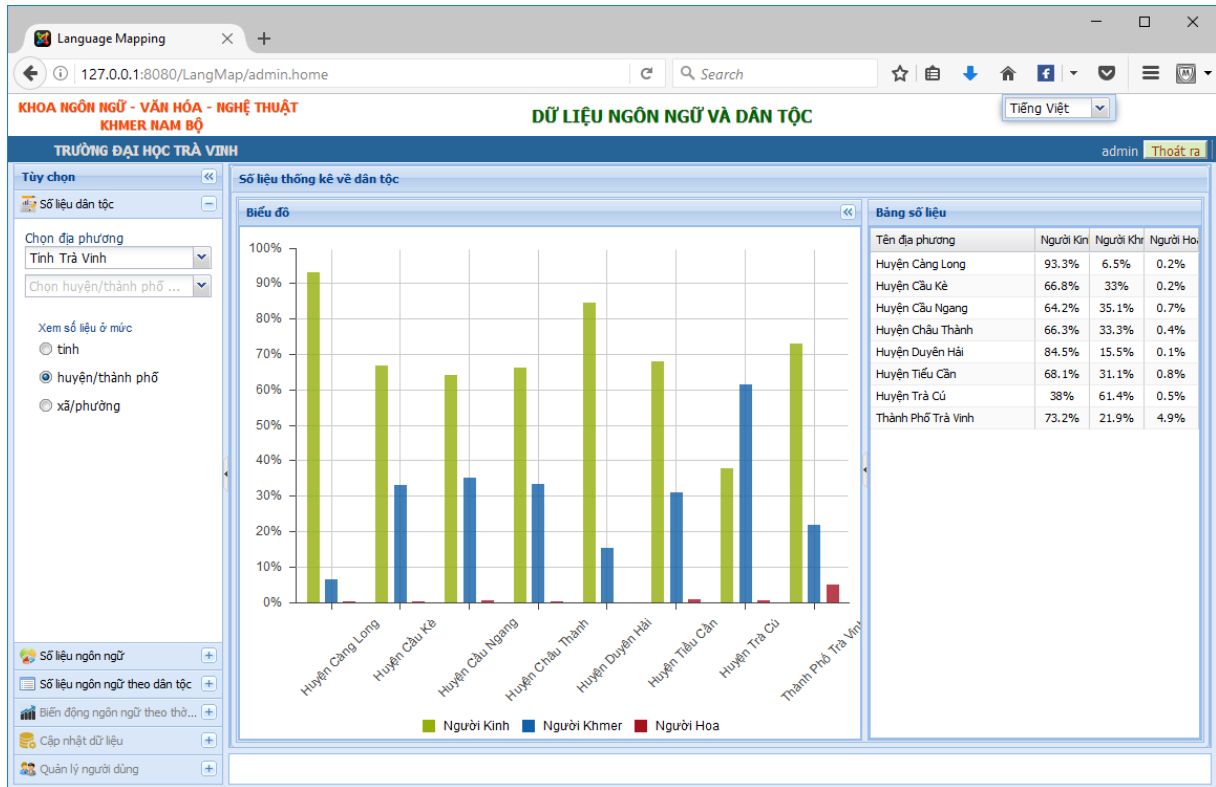 Language Mapping
127.0.0.1:8080/LangMap/admin.home
Search
KHOA NGÔN NGỮ - VĂN HÓA - NGHỆ THUẬT
KHMER NAM BỘ
DỮ LIỆU NGÔN NGỮ VÀ DÂN TỘC
Tiếng Việt
TRƯỜNG ĐẠI HỌC TRÀ VINH
admin Thoát ra
Tùy chọn
Số liệu dân tộc
Chọn địa phương
Tỉnh Trà Vinh
Chọn huyện/thành phố ...
Xem số liệu ở mức
tỉnh
huyện/thành phố
xã/phường
Số liệu ngôn ngữ
Số liệu ngôn ngữ theo dân tộc
Biến động ngôn ngữ theo thờ...
Cập nhật dữ liệu
Quản lý người dùng
Số liệu thống kê về dân tộc
Biểu đồ
100%
90%
80%
70%
60%
50%
40%
30%
20%
10%
0%
Huyện Càng Long
Huyện Cầu Kè
Huyện Cầu Ngang
Huyện Châu Thành
Huyện Duyên Hải
Huyện Tiểu Cần
Huyện Trà Cú
Thành Phố Trà Vinh
Người Kinh Người Khmer Người Hoa
Bảng số liệu
Tên địa phương Người Kin Người Khr Người Hoa
Huyện Càng Long 93.3% 6.5% 0.2%
Huyện Cầu Kè 66.8% 33% 0.2%
Huyện Cầu Ngang 64.2% 35.1% 0.7%
Huyện Châu Thành 66.3% 33.3% 0.4%
Huyện Duyên Hải 84.5% 15.5% 0.1%
Huyện Tiểu Cần 68.1% 31.1% 0.8%
Huyện Trà Cú 38% 61.4% 0.5%
Thành Phố Trà Vinh 73.2% 21.9% 4.9%